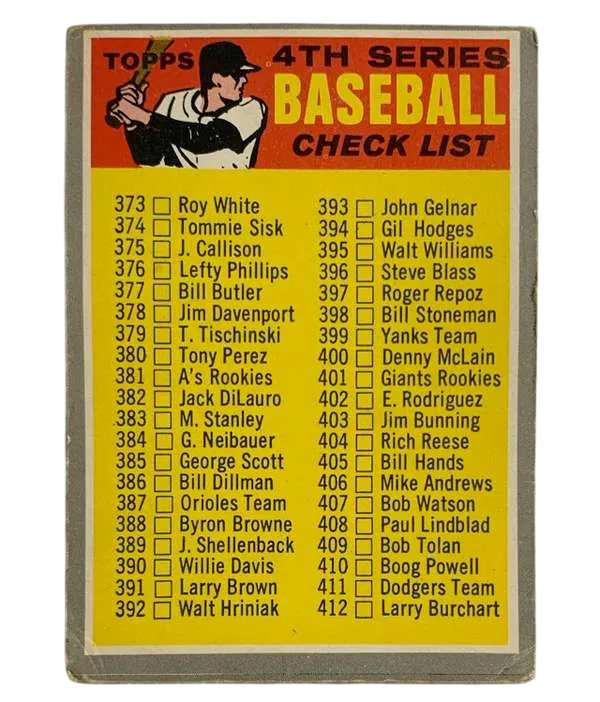 TOPPS
4TH SERIES
BASEBALL
CHECK LIST
373 Roy White
374 Tommie Sisk
375 J. Callison
376 Lefty Phillips
377 Bill Butler
378 Jim Davenport
379 T. Tischinski
380 Tony Perez
381 A's Rookies
382 Jack DiLauro
383 M. Stanley
384 G. Neibauer
385 George Scott
386 Bill Dillman
387 Orioles Team
388 Byron Browne
389 J. Shellenback
390 Willie Davis
391 Larry Brown
392 Walt Hriniak
393 John Gelnar
394 Gil Hodges
395 Walt Williams
396 Steve Blass
397 Roger Repoz
398 Bill Stoneman
399 Yanks Team
400 Denny McLain
401 Giants Rookies
402 E. Rodriguez
403 Jim Bunning
404 Rich Reese
405 Bill Hands
406 Mike Andrews
407 Bob Watson
408 Paul Lindblad
409 Bob Tolan
410 Boog Powell
411 Dodgers Team
412 Larry Burchart